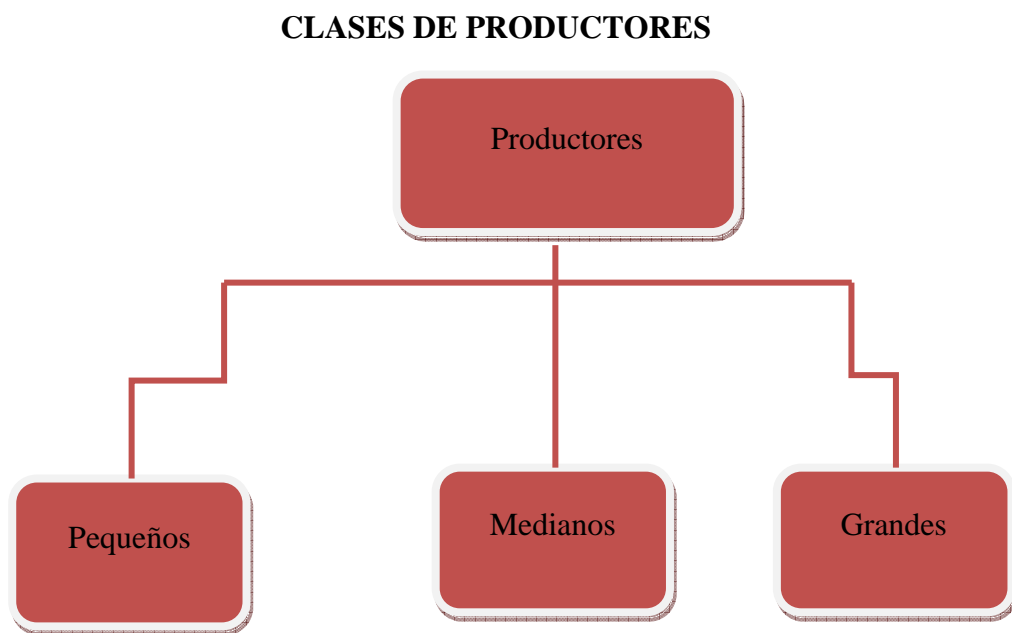 CLASES DE PRODUCTORES
Productores
Pequeños
Medianos
Grandes